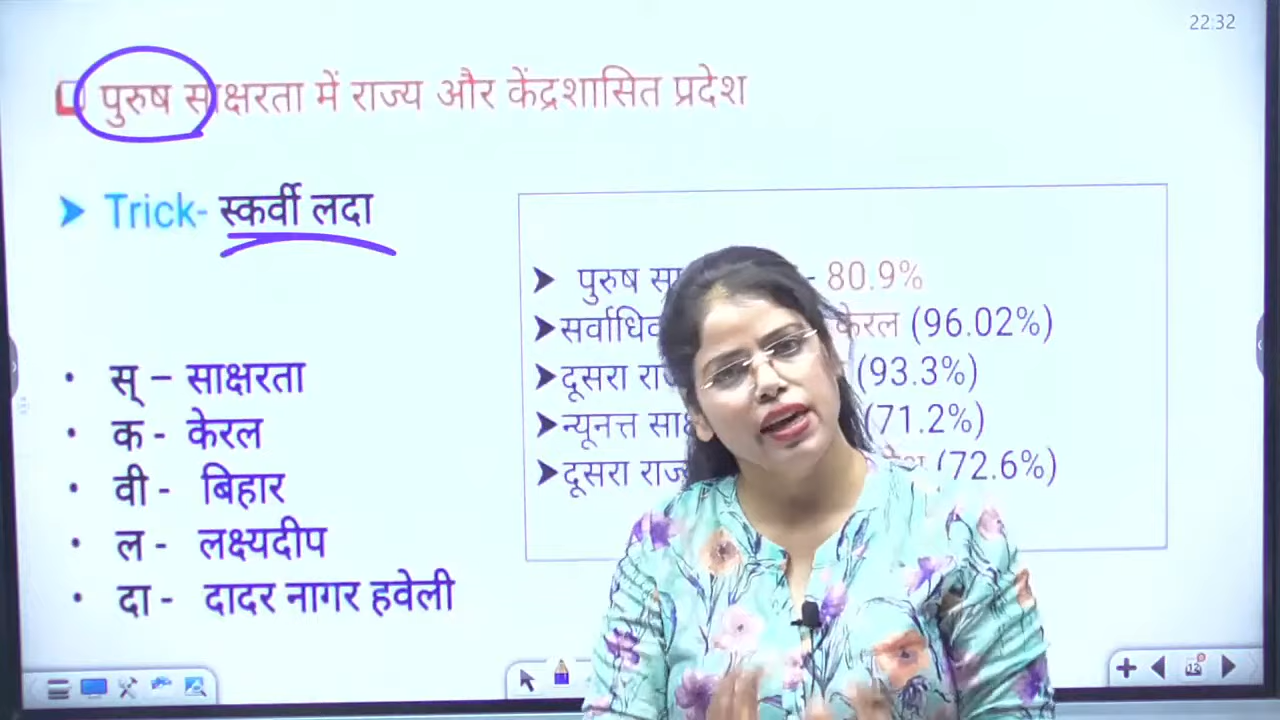 22:32
पुरुष साक्षरता में राज्य और केंद्रशासित प्रदेश
Trick- स्कर्वी लदा
स् – साक्षरता
क - केरल
वी - बिहार
ल - लक्ष्यदीप
दा - दादर नागर हवेली
पुरुष - 80.9%
केरल (96.02%)
दूसरा (93.3%)
न्यूनत्त (71.2%)
दूसरा (72.6%)